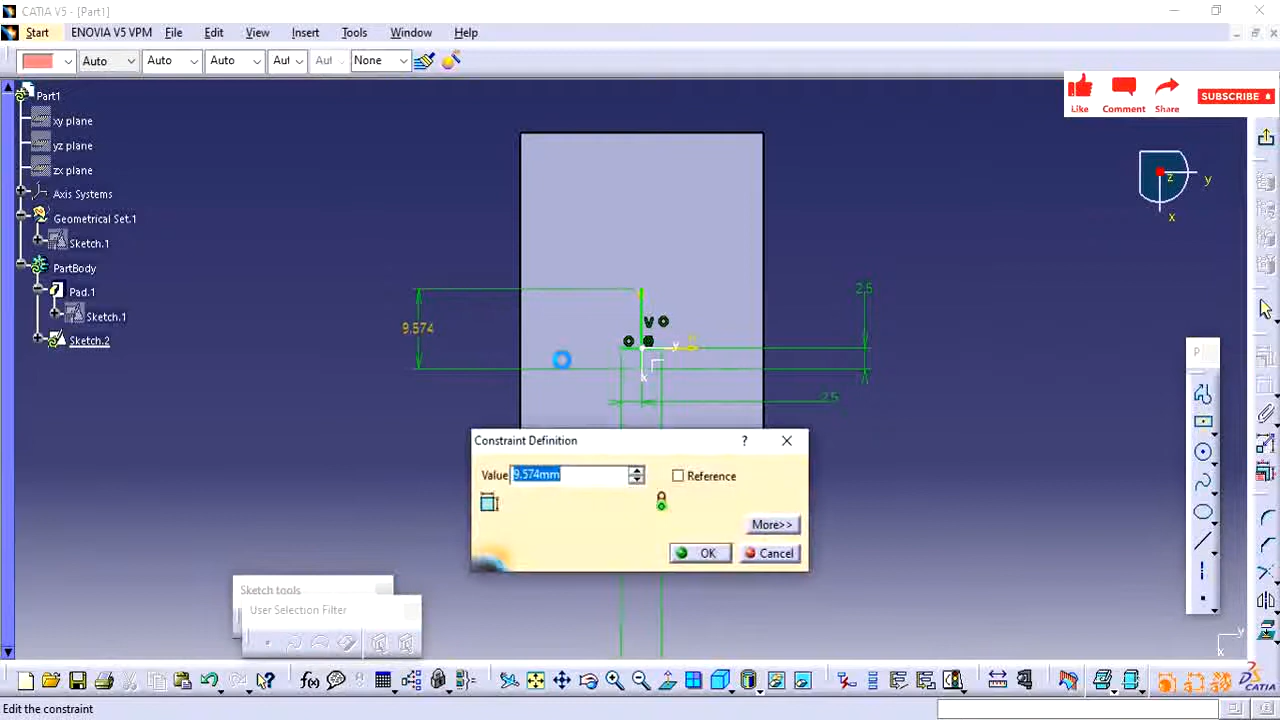 CATIA V5 - [Part1]
Start ENOVIA V5 VPM File Edit View Insert Tools Window Help
Auto Auto Auto Aut Aut None
Like Comment Share SUBSCRIBE
Part1
xy plane
yz plane
zx plane
Axis Systems
Geometrical Set.1
Sketch.1
PartBody
Pad.1
Sketch.1
Sketch.2
z y
x
2.5
9.574
V
y
x
2.5
P
Constraint Definition ?
Value 9.574mm Reference
More>>
OK Cancel
Sketch tools
User Selection Filter
y
x
f(x)
CATIA
Edit the constraint